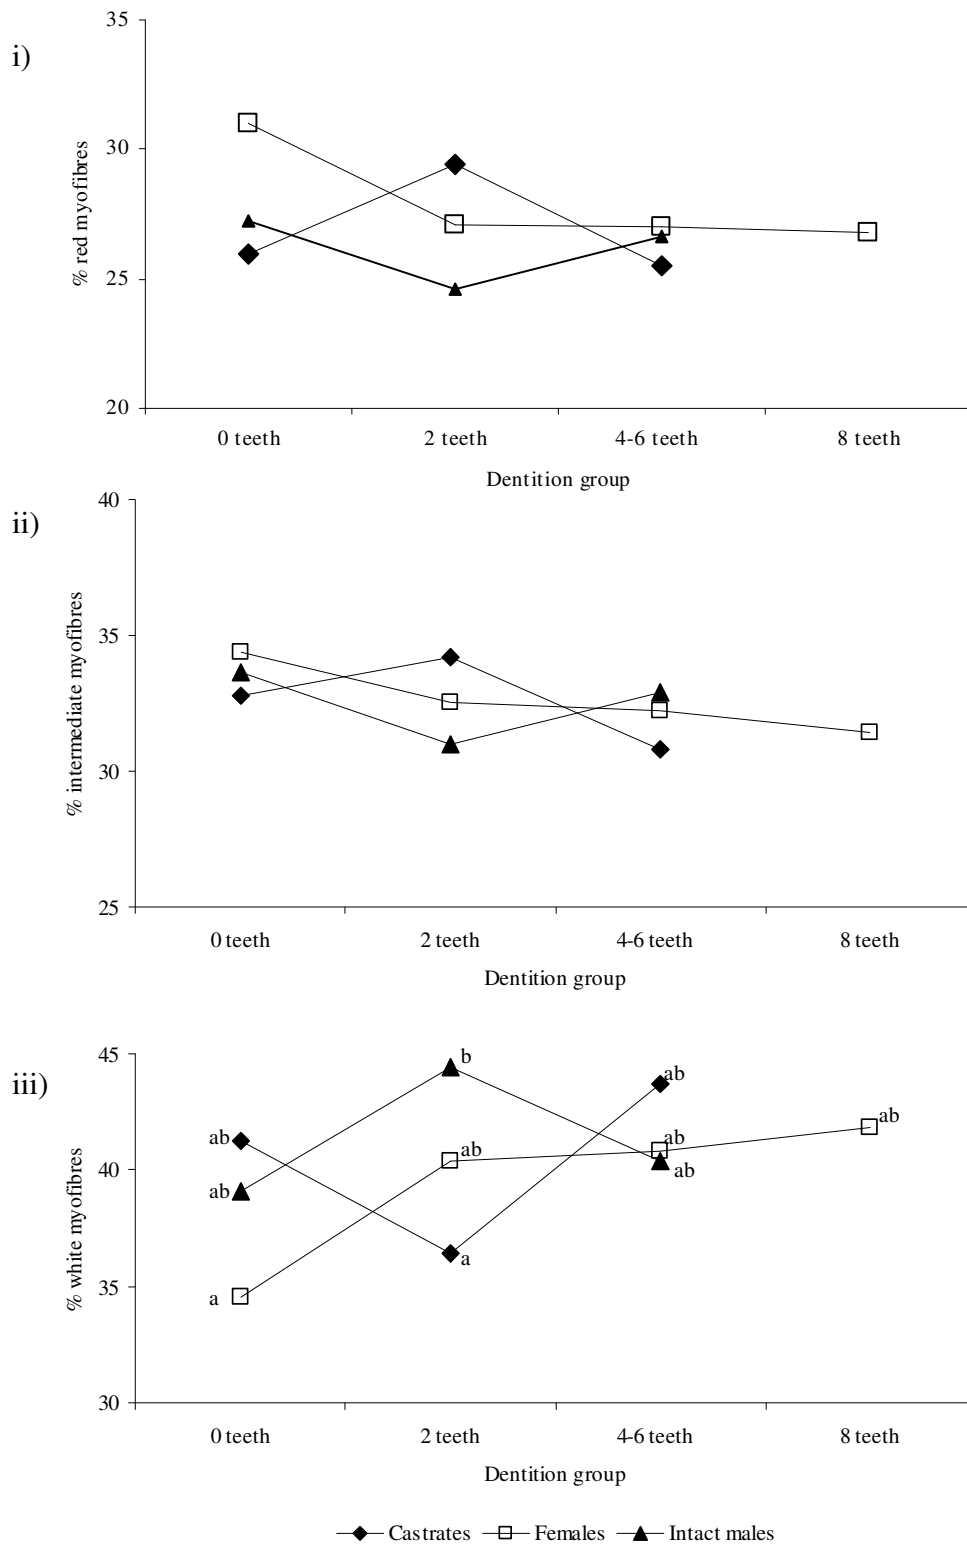 i)
35
30
25
20
% red myofibres
0 teeth 2 teeth 4-6 teeth 8 teeth
Dentition group
ii)
40
35
30
25
% intermediate myofibres
0 teeth 2 teeth 4-6 teeth 8 teeth
Dentition group
iii)
45
40
35
30
% white myofibres
b
ab
ab
ab
ab
ab
ab
ab
a
a
0 teeth 2 teeth 4-6 teeth 8 teeth
Dentition group
Castrates Females Intact males